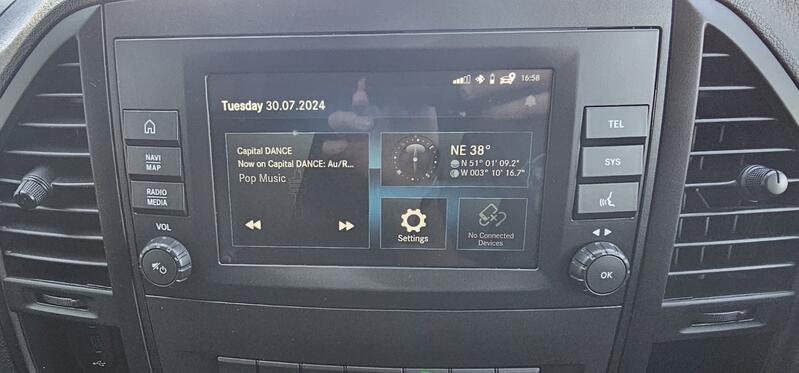 16:58
Tuesday 30.07.2024
Capital DANCE
Now on Capital DANCE: Au/R...
Pop Music
NE 38°
N 51° 01' 09.2"
W 003° 10' 16.7"
Settings
No Connected
Devices
NAVI
MAP
RADIO
MEDIA
VOL
TEL
SYS
OK